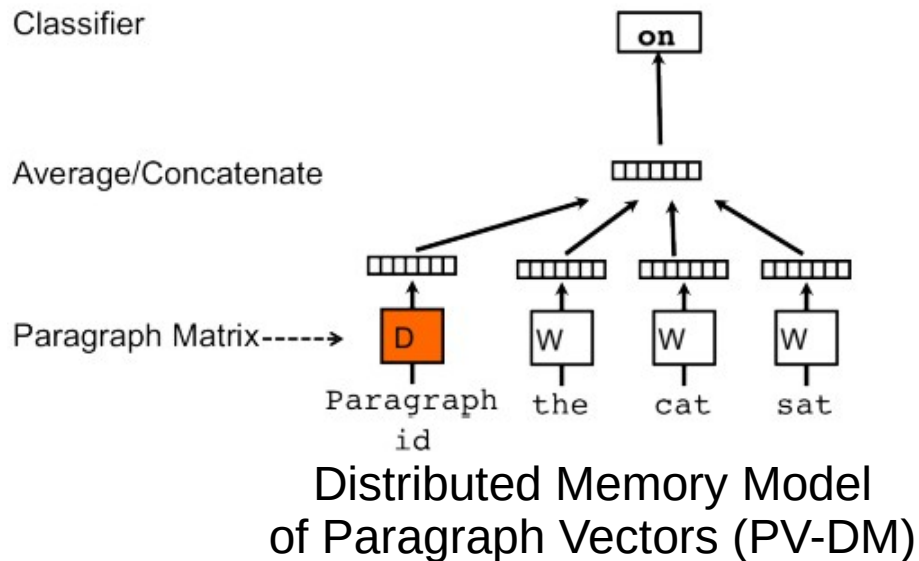 Classifier
on
Average/Concatenate
Paragraph Matrix---->
D
W
W
W
Paragraph
id
the
cat
sat
Distributed Memory Model
of Paragraph Vectors (PV-DM)